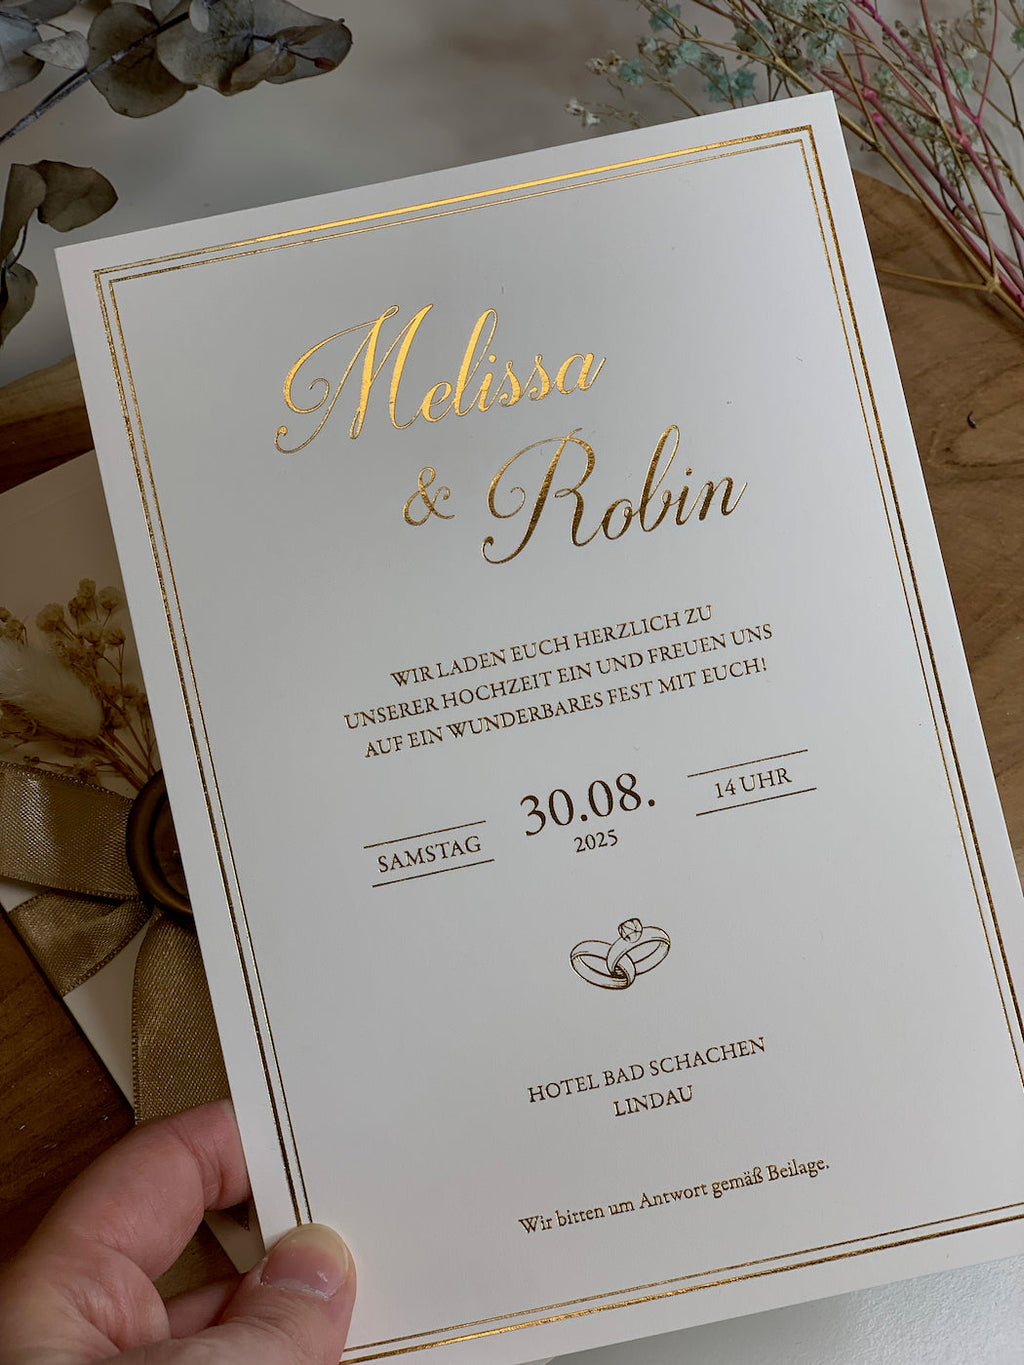 Melissa
& Robin
WIR LADEN EUCH HERZLICH ZU
UNSERER HOCHZEIT EIN UND FREUEN UNS
AUF EIN WUNDERBARES FEST MIT EUCH!
SAMSTAG
30.08.
2025
14 UHR
HOTEL BAD SCHACHEN
LINDAU
Wir bitten um Antwort gemäß Beilage.